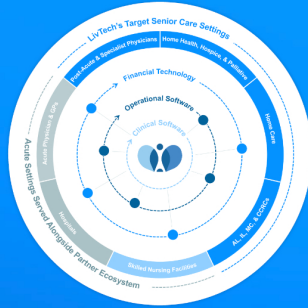 LivTech's Target Senior Care Settings
Post-Acute & Specialist Physicians
Home Health, Hospice, & Palliative
Financial Technology
Operational Software
Clinical Software
Acute Physicians & GPs
Home Care
Hospitals
AL, IL, MC, & CCRCs
Skilled Nursing Facilities
Acute Settings Served Alongside Partner Ecosystem